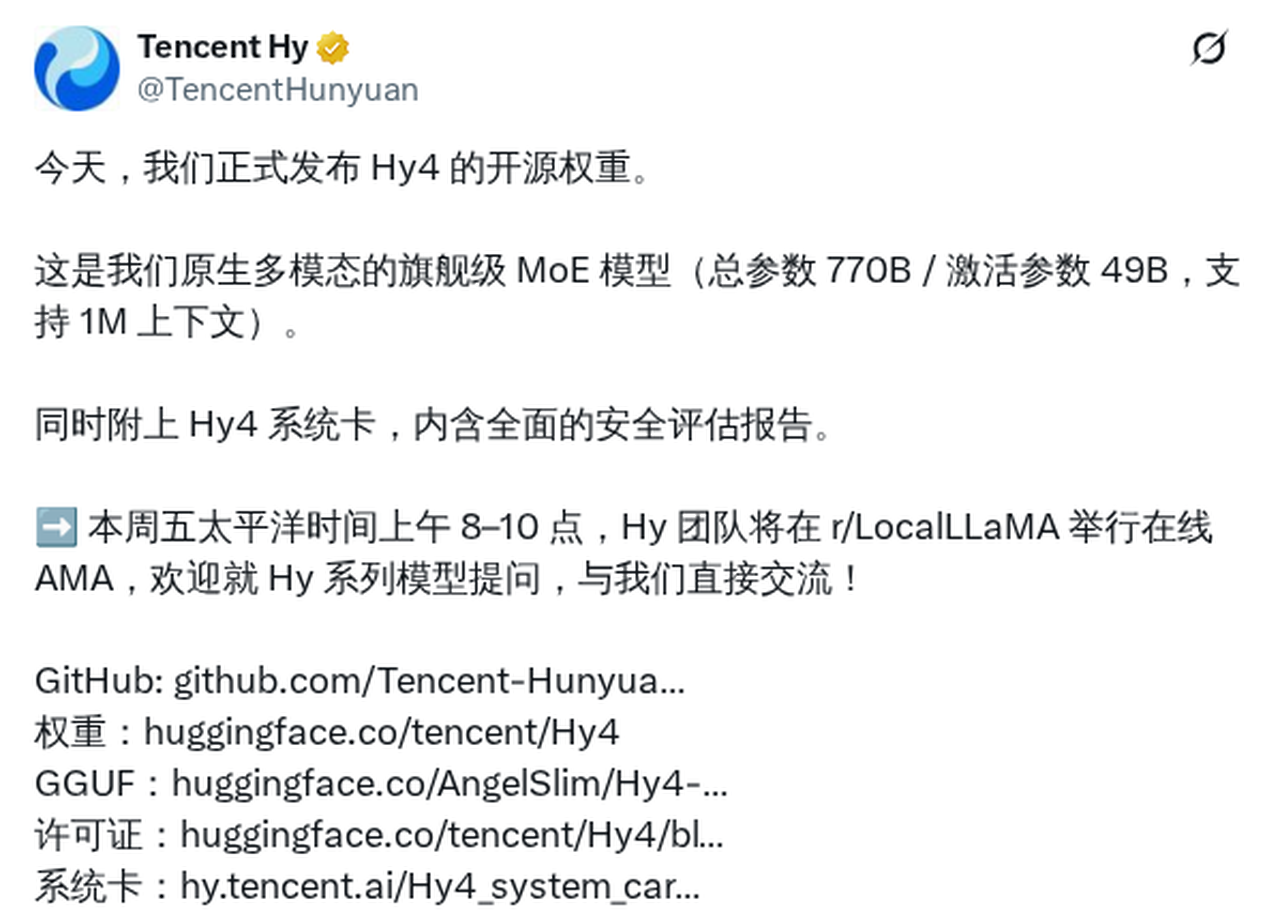 Tencent Hy
@TencentHunyuan
今天，我们正式发布 Hy4 的开源权重。
这是我们原生多模态的旗舰级 MoE 模型（总参数 770B / 激活参数 49B，支
持 1M 上下文）。
同时附上 Hy4 系统卡，内含全面的安全评估报告。
➡️ 本周五太平洋时间上午 8–10 点，Hy 团队将在 r/LocalLLaMA 举行在线
AMA，欢迎就 Hy 系列模型提问，与我们直接交流！
GitHub: github.com/Tencent-Hunyua...
权重：huggingface.co/tencent/Hy4
GGUF：huggingface.co/AngelSlim/Hy4-...
许可证：huggingface.co/tencent/Hy4/bl...
系统卡：hy.tencent.ai/Hy4_system_car...